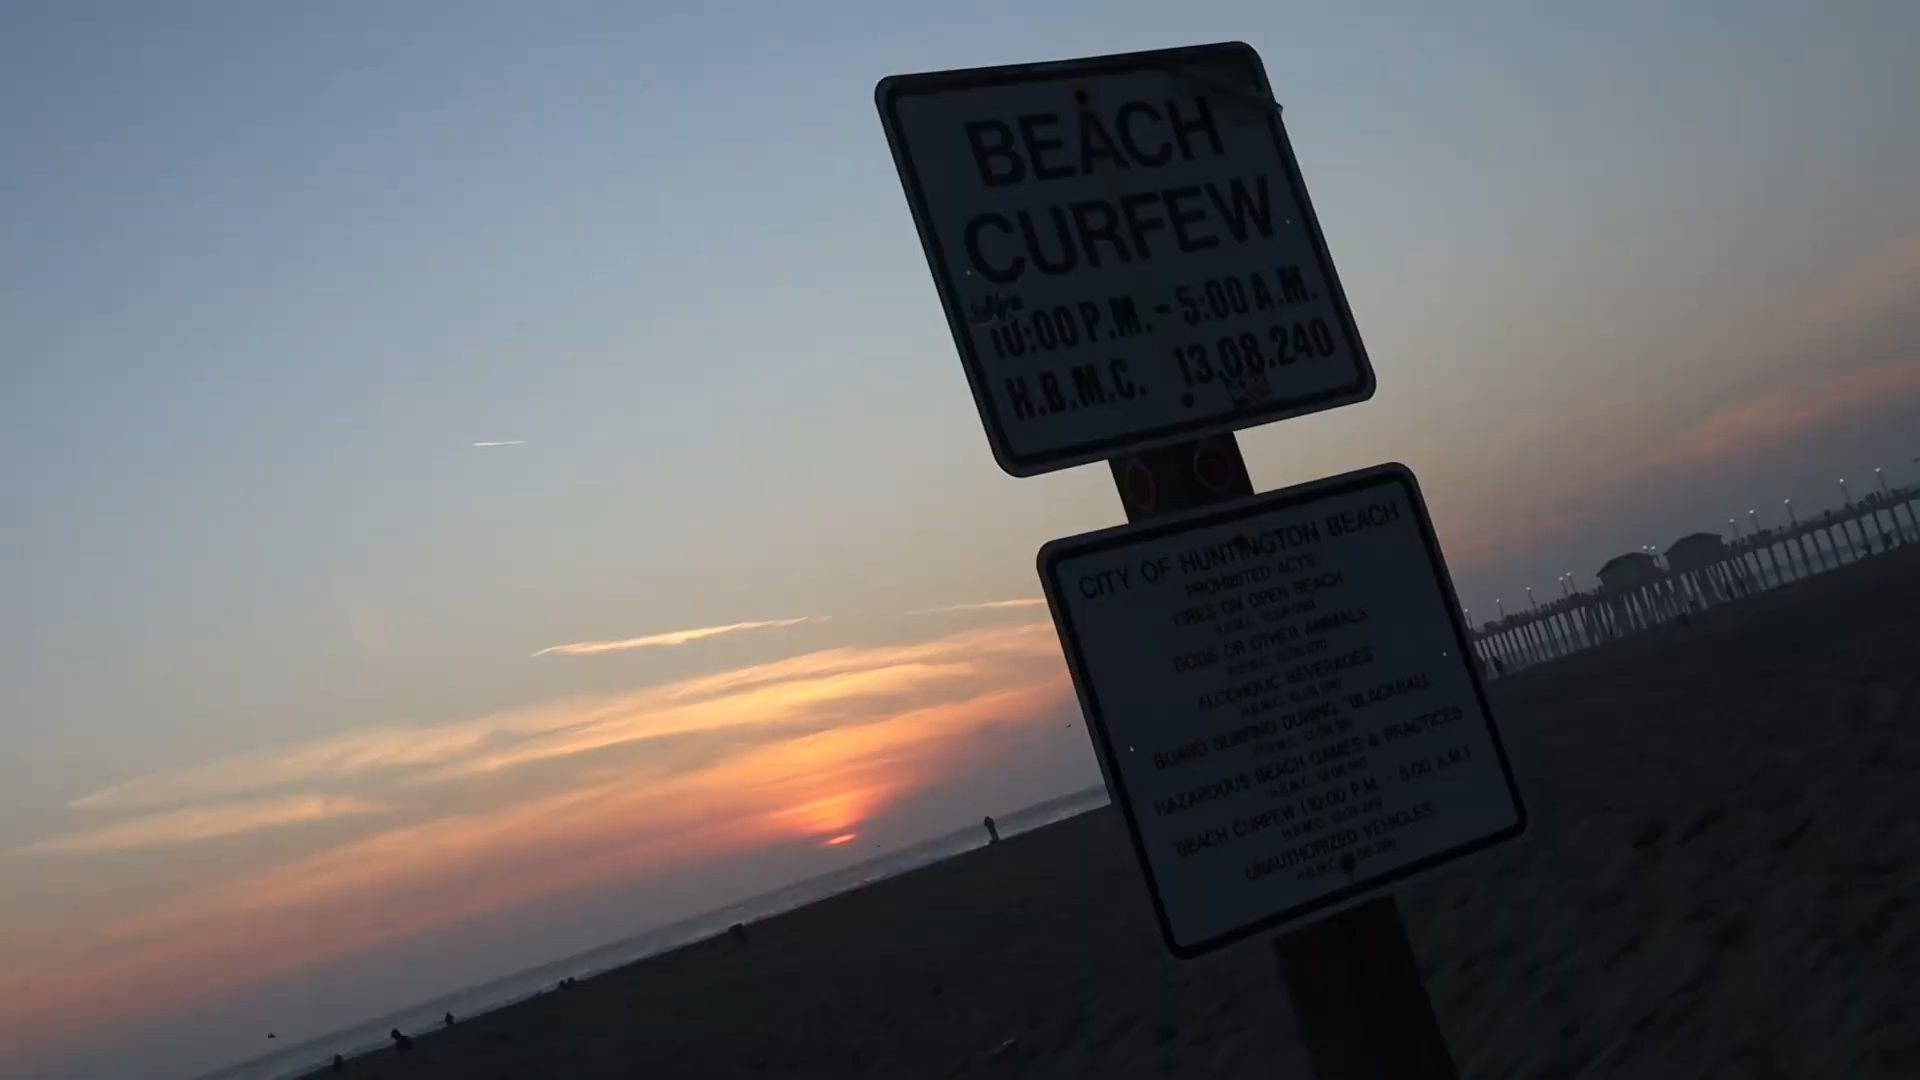 BEACH
CURFEW
10:00 P.M. - 5:00 A.M.
H.B.M.C. 13.08.240
CITY OF HUNTINGTON BEACH
PROHIBITED ACTS
FIRES ON OPEN BEACH
H.B.M.C.
DOGS OR OTHER ANIMALS
H.B.M.C.
ALCOHOLIC BEVERAGES
H.B.M.C.
BOARD SURFING DURING "BLACKBALL
H.B.M.C.
HAZARDOUS BEACH GAMES & PRACTICES
H.B.M.C.
BEACH CURFEW (10:00 P.M. - 5:00 A.M.)
H.B.M.C.
UNAUTHORIZED VEHICLES
H.B.M.C.